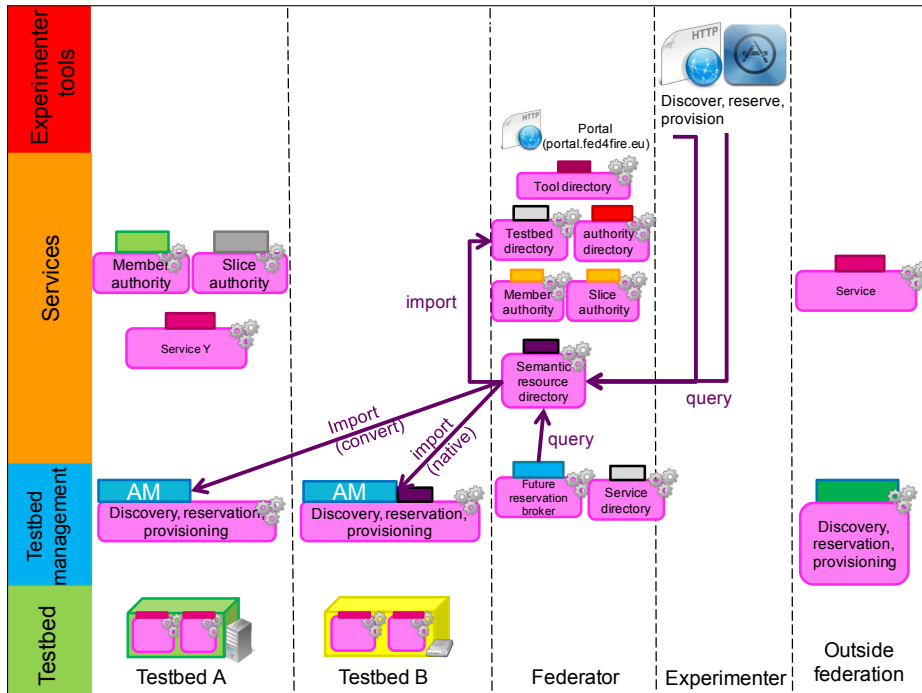 Experimenter
tools
HTTP
Discover, reserve,
provision
HTTP
Portal
(portal.fed4fire.eu)
Tool directory
Services
Testbed
directory
authority
directory
Member
authority
Slice
authority
Member
authority
Slice
authority
Service
import
Service Y
Semantic
resource
directory
query
Import
(convert)
import
(native)
query
Testbed
management
AM
Discovery, reservation,
provisioning
AM
Discovery, reservation,
provisioning
Future
reservation
broker
Service
directory
Discovery,
reservation,
provisioning
Testbed
Testbed A
Testbed B
Federator
Experimenter
Outside
federation